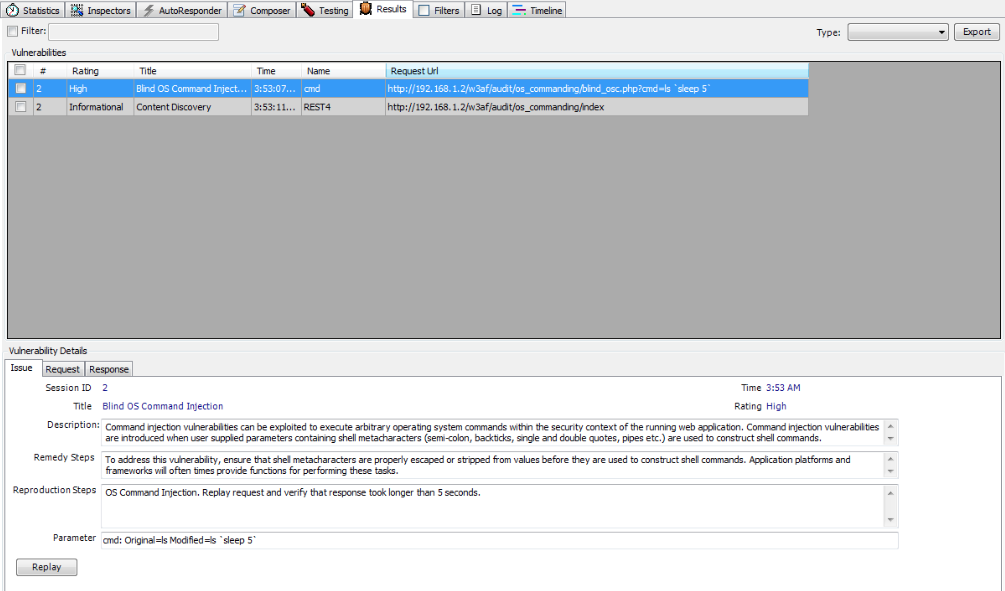 Statistics Inspectors AutoResponder Composer Testing Results Filters Log Timeline
Filter: Type: Export
Vulnerabilities
# Rating Title Time Name Request Url
2 High Blind OS Command Inject... 3:53:07... cmd http://192.168.1.2/w3af/audit/os_commanding/blind_osc.php?cmd=ls `sleep 5`
2 Informational Content Discovery 3:53:11... REST4 http://192.168.1.2/w3af/audit/os_commanding/index
Vulnerability Details
Issue Request Response
Session ID 2 Time 3:53 AM
Title Blind OS Command Injection Rating High
Description: Command injection vulnerabilities can be exploited to execute arbitrary operating system commands within the security context of the running web application. Command injection vulnerabilities
are introduced when user supplied parameters containing shell metacharacters (semi-colon, backticks, single and double quotes, pipes etc.) are used to construct shell commands.
Remedy Steps To address this vulnerability, ensure that shell metacharacters are properly escaped or stripped from values before they are used to construct shell commands. Application platforms and
frameworks will often times provide functions for performing these tasks.
Reproduction Steps OS Command Injection. Replay request and verify that response took longer than 5 seconds.
Parameter cmd: Original=ls Modified=ls `sleep 5`
Replay